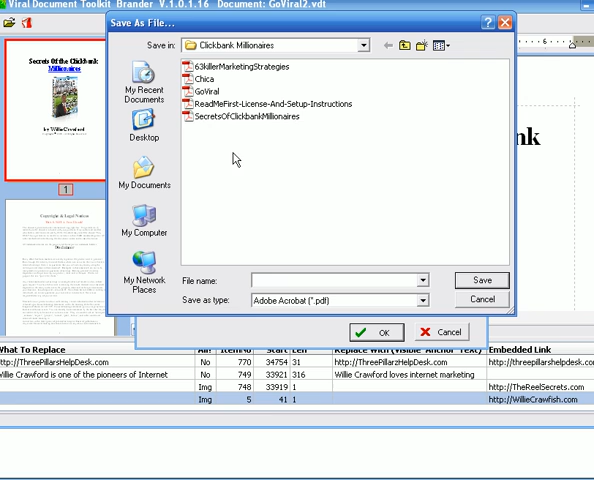 Viral Document Toolkit Brander V.1.0.1.16 Document: GoViral2.vdt
Save As File...
Save in: Clickbank Millionaires
My Recent
Documents
Desktop
My Documents
My Computer
My Network
Places
63killerMarketingStrategies
Chica
GoViral
ReadMeFirst-License-And-Setup-Instructions
SecretsOfClickbankMillionaires
File name:
Save
Save as type: Adobe Acrobat (*.pdf)
Cancel
OK
Cancel
Secrets Of the Clickbank
Millionaires
by Willie Crawford
1
Copyright & Legal Notices
Disclaimer
6
nk
What To Replace All? ItemNo Start Len Replace With (Visible "Anchor Text) Embedded Link
http://ThreePillarsHelpDesk.com No 770 34754 31 http://ThreePillarzHelpDesk.com http://threepillarshelpdesk.com
Willie Crawford is one of the pioneers of Internet No 749 33921 316 Willie Crawford loves internet marketing
Img 748 33919 1 http://TheReelSecrets.com
Img 5 41 1 http://WillieCrawfish.com